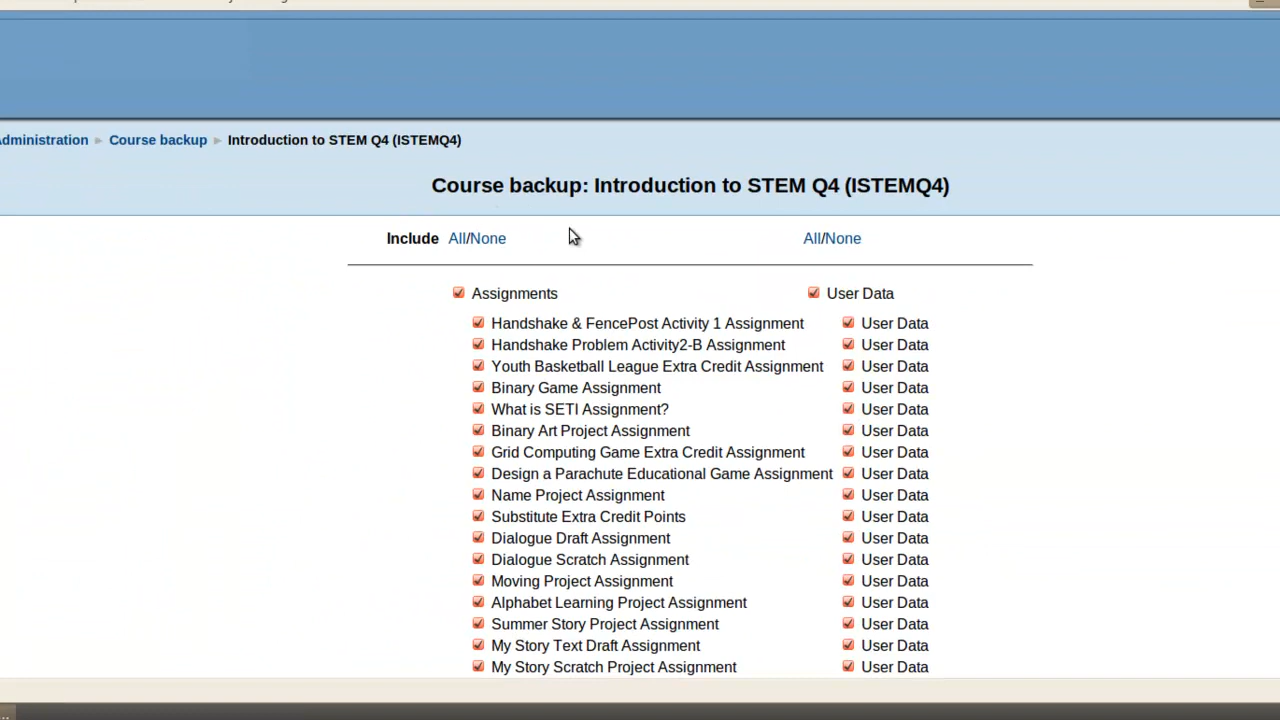 Administration ► Course backup ► Introduction to STEM Q4 (ISTEMQ4)
Course backup: Introduction to STEM Q4 (ISTEMQ4)
Include All/None All/None
Assignments User Data
Handshake & FencePost Activity 1 Assignment User Data
Handshake Problem Activity2-B Assignment User Data
Youth Basketball League Extra Credit Assignment User Data
Binary Game Assignment User Data
What is SETI Assignment? User Data
Binary Art Project Assignment User Data
Grid Computing Game Extra Credit Assignment User Data
Design a Parachute Educational Game Assignment User Data
Name Project Assignment User Data
Substitute Extra Credit Points User Data
Dialogue Draft Assignment User Data
Dialogue Scratch Assignment User Data
Moving Project Assignment User Data
Alphabet Learning Project Assignment User Data
Summer Story Project Assignment User Data
My Story Text Draft Assignment User Data
My Story Scratch Project Assignment User Data